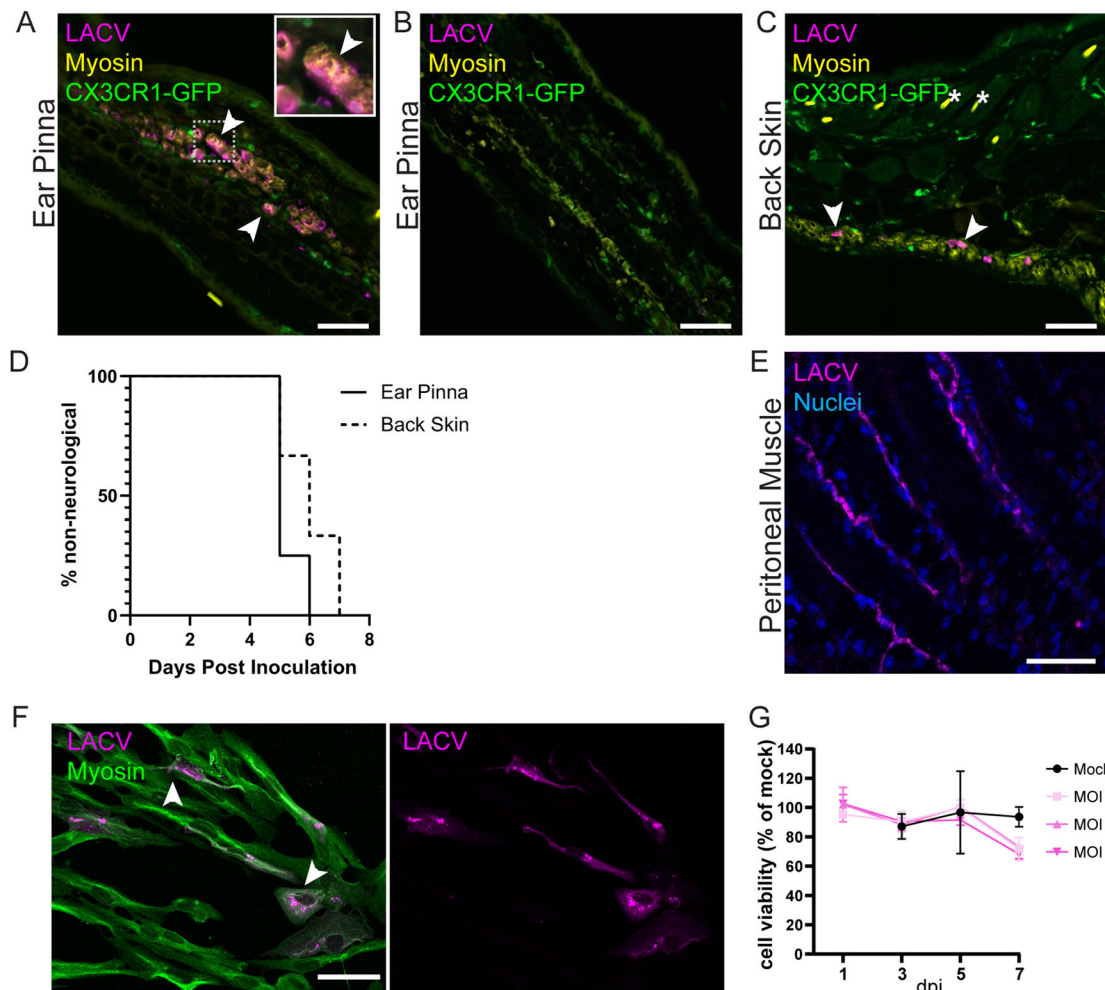 A
LACV
Myosin
CX3CR1-GFP
Ear Pinna
B
LACV
Myosin
CX3CR1-GFP
Ear Pinna
C
LACV
Myosin
CX3CR1-GFP
* *
Back Skin
D
100
50
0
% non-neurological
0 2 4 6 8
Days Post Inoculation
Ear Pinna
Back Skin
E
LACV
Nuclei
Peritoneal Muscle
F
LACV
Myosin
LACV
G
140
120
100
80
60
40
20
0
cell viability (% of mock)
1 3 5 7
dpi
Mock
MOI
MOI
MOI